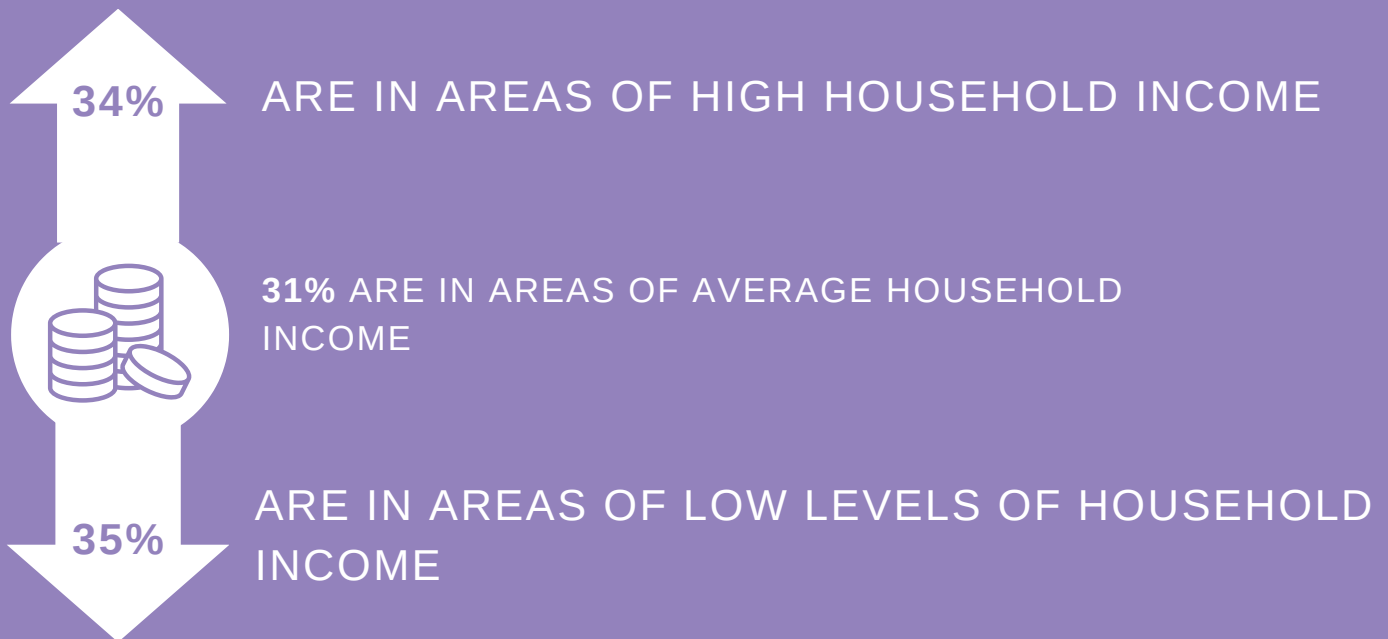 34%
ARE IN AREAS OF HIGH HOUSEHOLD INCOME
31% ARE IN AREAS OF AVERAGE HOUSEHOLD
INCOME
35%
ARE IN AREAS OF LOW LEVELS OF HOUSEHOLD
INCOME